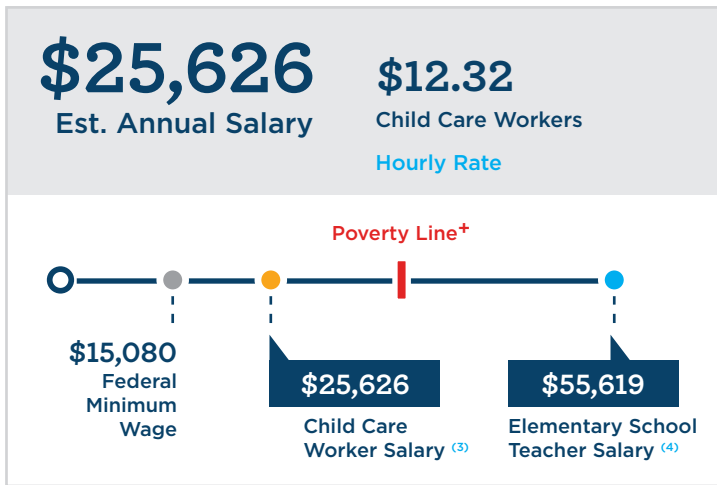 $25,626
Est. Annual Salary
$12.32
Child Care Workers
Hourly Rate
Poverty Line+
$15,080
Federal
Minimum
Wage
$25,626
Child Care
Worker Salary (3)
$55,619
Elementary School
Teacher Salary (4)